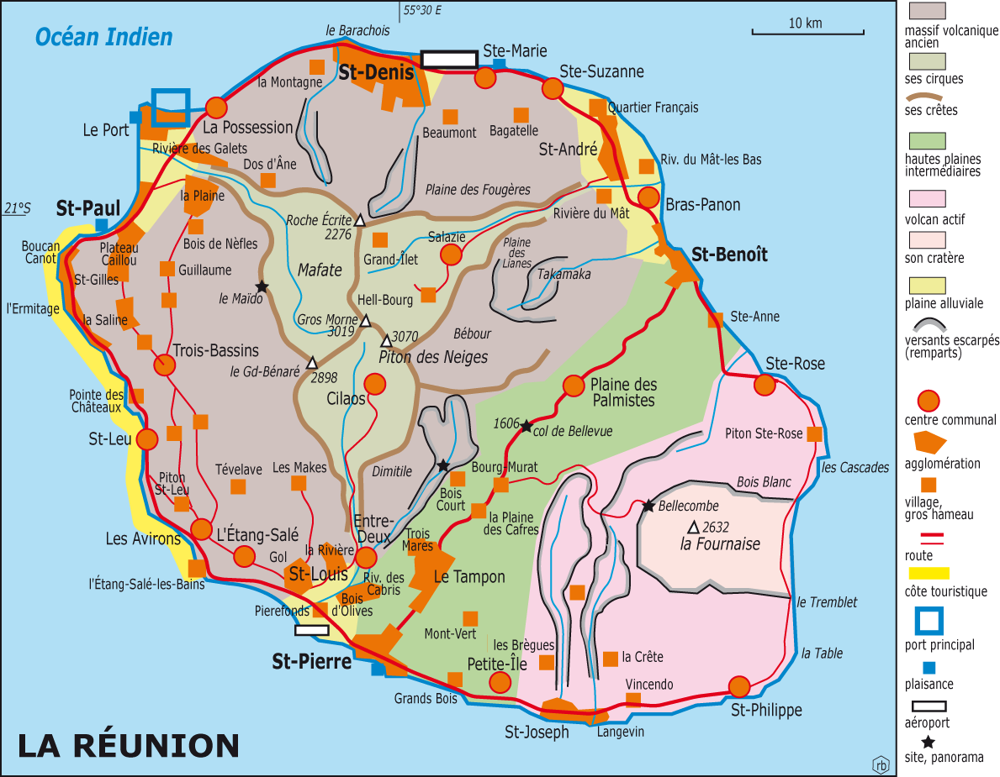 55°30 E
Océan Indien
le Barachois
10 km
Ste-Marie
St-Denis
Ste-Suzanne
la Montagne
Quartier Français
Le Port
La Possession
Beaumont
Bagatelle
Rivière des Galets
St-André
Dos d'Âne
Riv. du Mât-les Bas
Plaine des Fougères
la Plaine
21°S
St-Paul
Roche Écrite
2276
Rivière du Mât
Bras-Panon
Boucan
Canot
Plateau
Caillou
Bois de Nèfles
Salazie
Grand-Îlet
Plaine
des
Lianes
St-Benoît
St-Gilles
Guillaume
Mafate
Takamaka
le Maïdo
Hell-Bourg
l'Ermitage
la Saline
Gros Morne
3019
Bébour
Ste-Anne
3070
Piton des Neiges
Trois-Bassins
le Gd-Bénaré
2898
Ste-Rose
Pointe des
Châteaux
Cilaos
Plaine des
Palmistes
1606
col de Bellevue
St-Leu
Piton Ste-Rose
les Cascades
Tévelave
Les Makes
Dimitile
Bourg-Murat
Piton
St-Leu
Bois
Court
Bois Blanc
Bellecombe
la Plaine
des Cafres
2632
la Fournaise
Les Avirons
L'Étang-Salé
Entre-
Deux
Trois
Mares
Gol
la Rivière
St-Louis
Riv. des
Cabris
Le Tampon
l'Étang-Salé-les-Bains
Bois
d'Olives
Pierefonds
le Tremblet
Mont-Vert
les Brègues
la Crête
la Table
St-Pierre
Petite-Île
Grands Bois
Vincendo
St-Philippe
St-Joseph
Langevin
LA RÉUNION
rb
massif volcanique
ancien
ses cirques
ses crêtes
hautes plaines
intermédiaires
volcan actif
son cratère
plaine alluviale
versants escarpés
(remparts)
centre communal
agglomération
village,
gros hameau
route
côte touristique
port principal
plaisance
aéroport
site, panorama